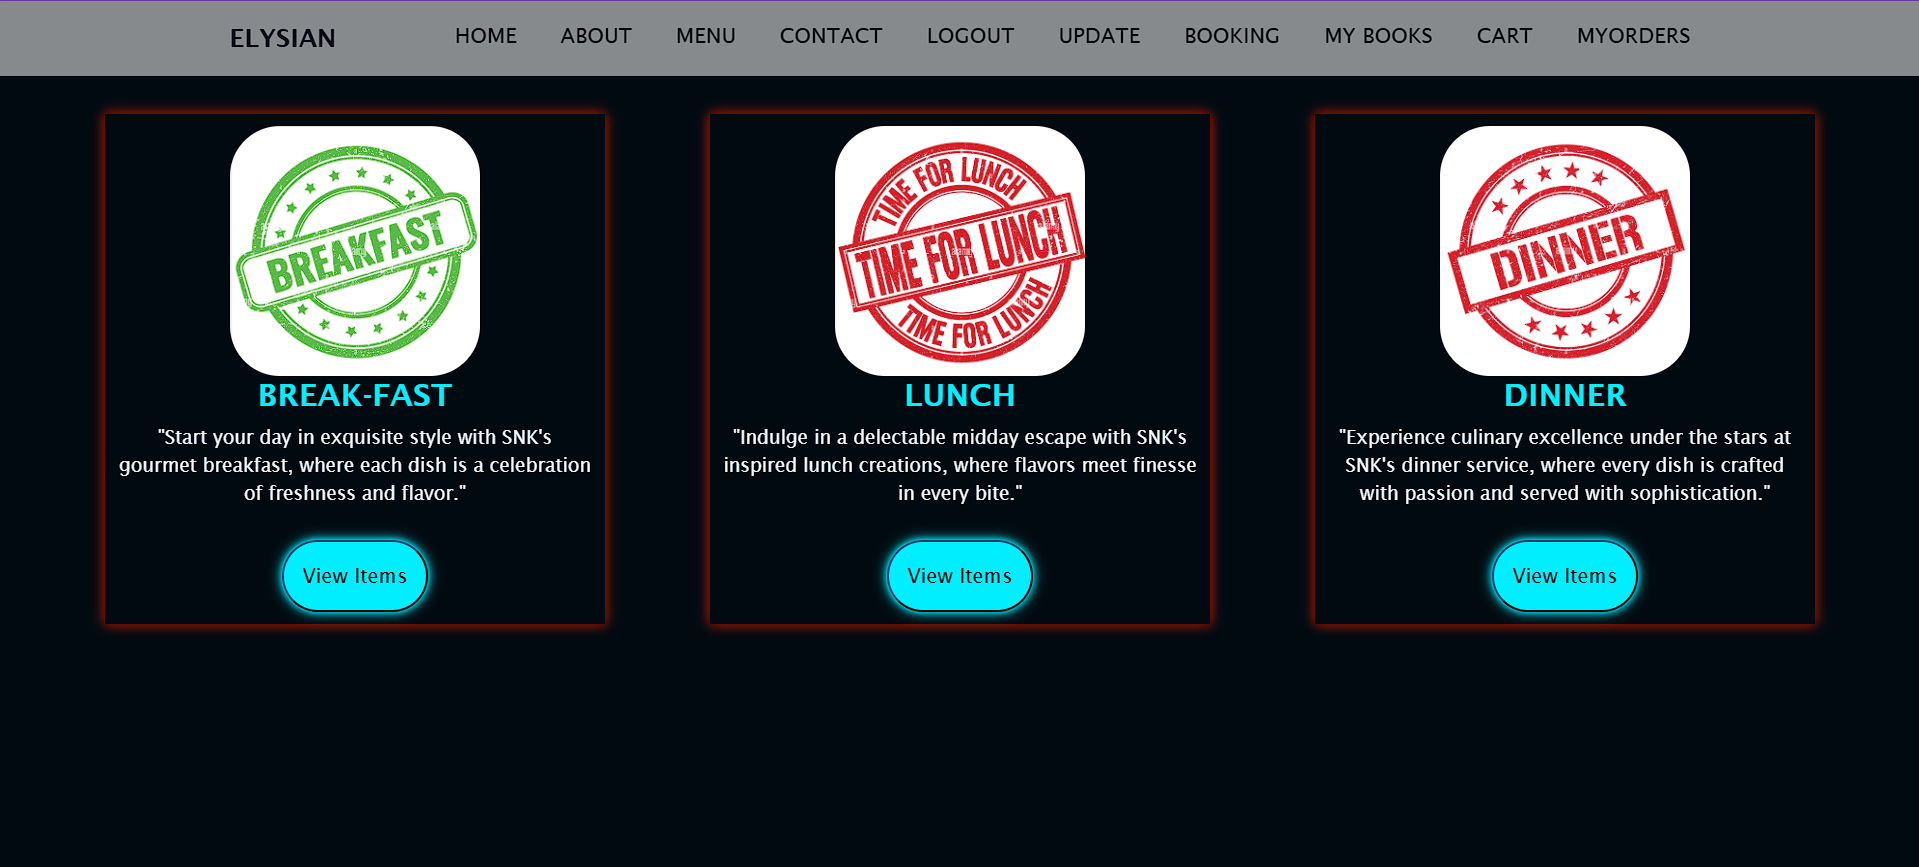 ELYSIAN HOME ABOUT MENU CONTACT LOGOUT UPDATE BOOKING MY BOOKS CART MYORDERS
BREAKFAST
BREAK-FAST
"Start your day in exquisite style with SNK's
gourmet breakfast, where each dish is a celebration
of freshness and flavor."
View Items
TIME FOR LUNCH
TIME FOR LUNCH
TIME FOR LUNCH
LUNCH
"Indulge in a delectable midday escape with SNK's
inspired lunch creations, where flavors meet finesse
in every bite."
View Items
DINNER
DINNER
"Experience culinary excellence under the stars at
SNK's dinner service, where every dish is crafted
with passion and served with sophistication."
View Items